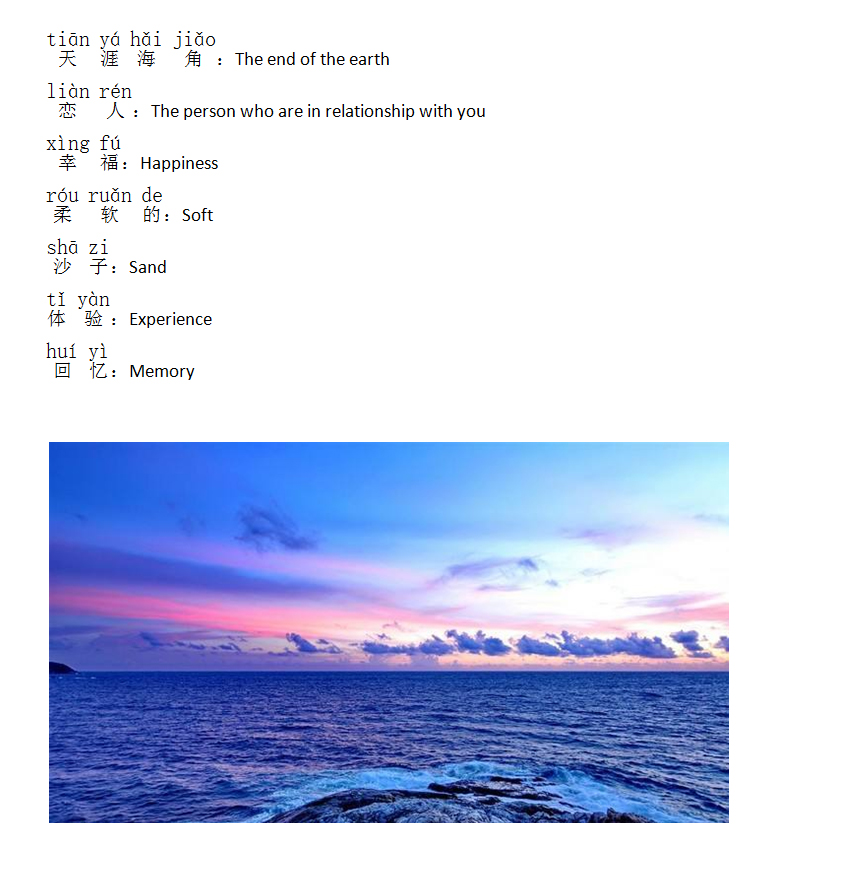 tiān yá hǎi jiǎo
天 涯 海 角 ：The end of the earth
liàn rén
恋 人：The person who are in relationship with you
xìng fú
幸 福：Happiness
róu ruǎn de
柔 软 的：Soft
shā zi
沙 子：Sand
tǐ yàn
体 验：Experience
huí yì
回 忆：Memory